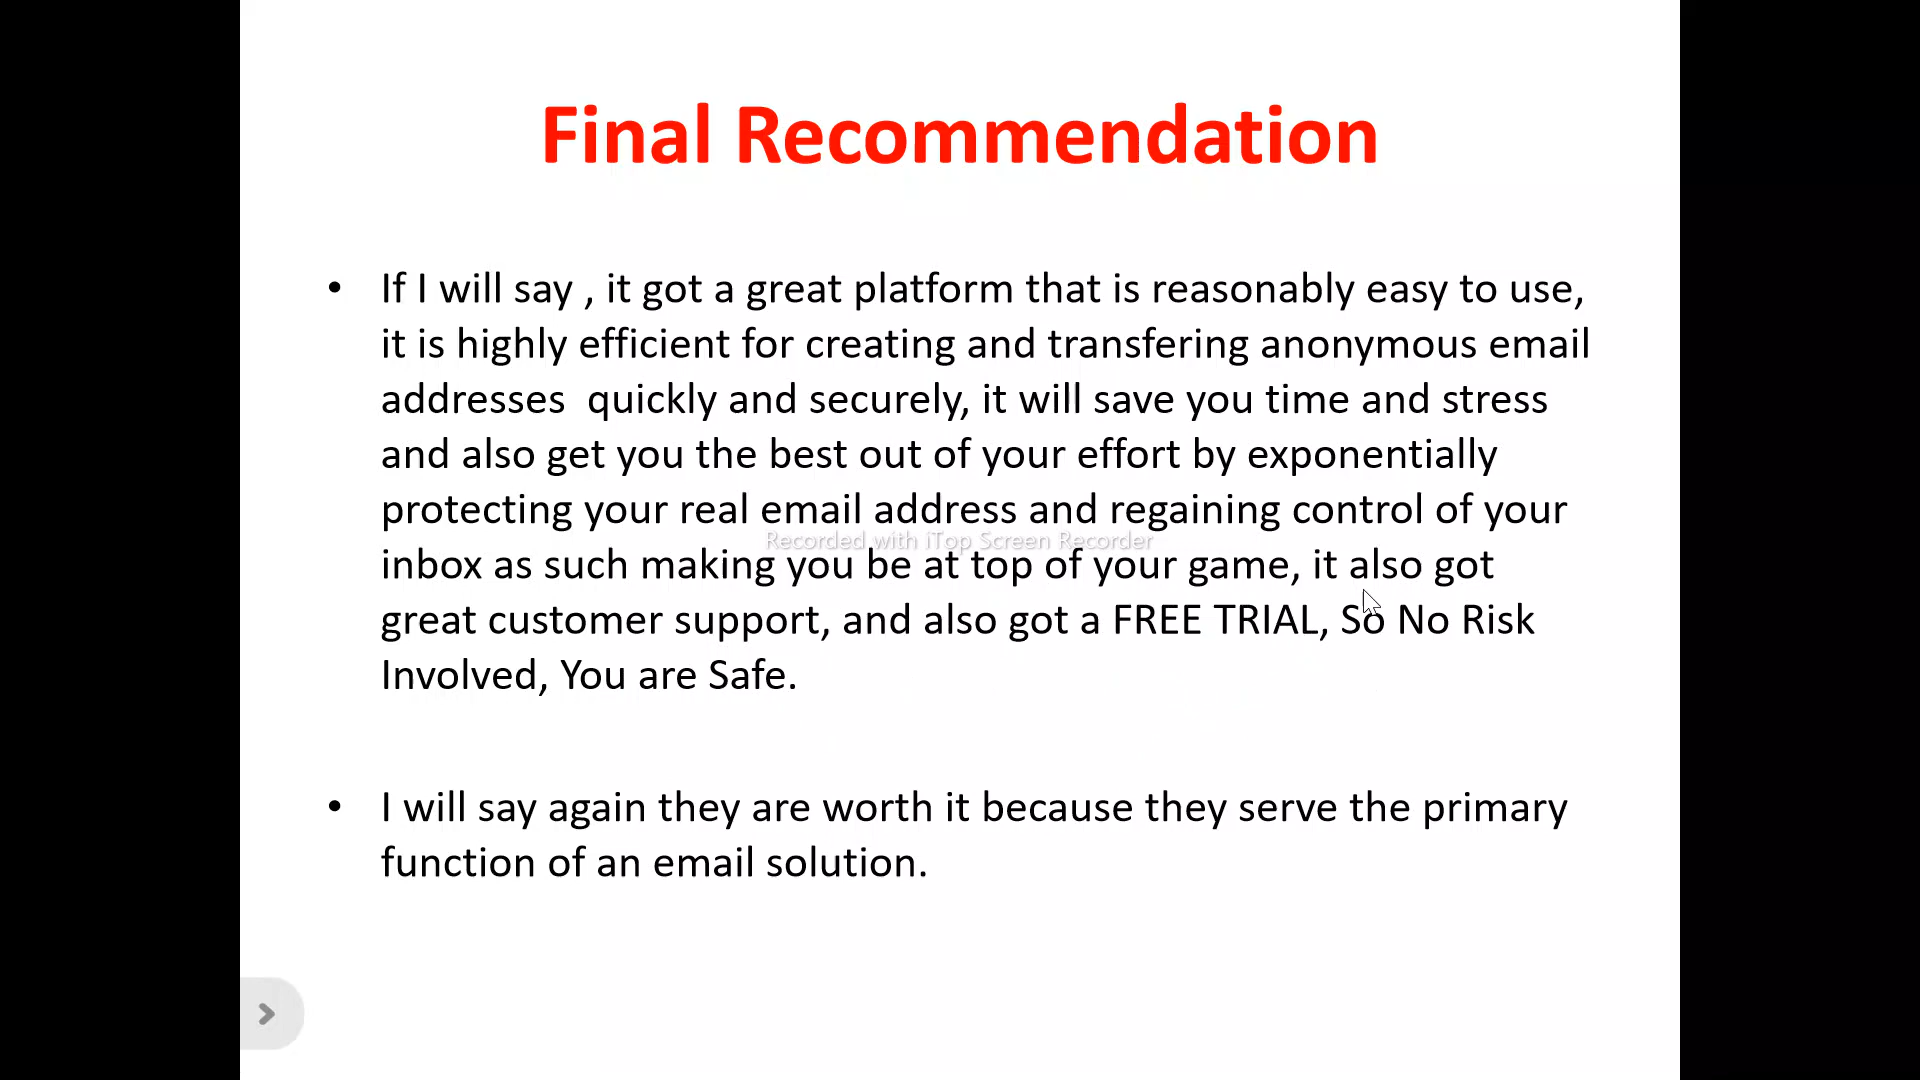 Final Recommendation
• If I will say , it got a great platform that is reasonably easy to use,
it is highly efficient for creating and transfering anonymous email
addresses  quickly and securely, it will save you time and stress
and also get you the best out of your effort by exponentially
protecting your real email address and regaining control of your
Recorded with iTop Screen Recorder
inbox as such making you be at top of your game, it also got
great customer support, and also got a FREE TRIAL, So No Risk
Involved, You are Safe.
• I will say again they are worth it because they serve the primary
function of an email solution.